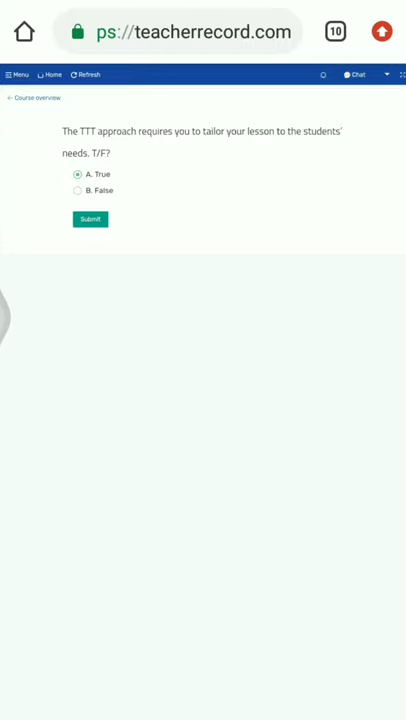 ps://teacherrecord.com
10
Menu Home Refresh Chat
← Course overview
The TTT approach requires you to tailor your lesson to the students'
needs. T/F?
A. True
B. False
Submit